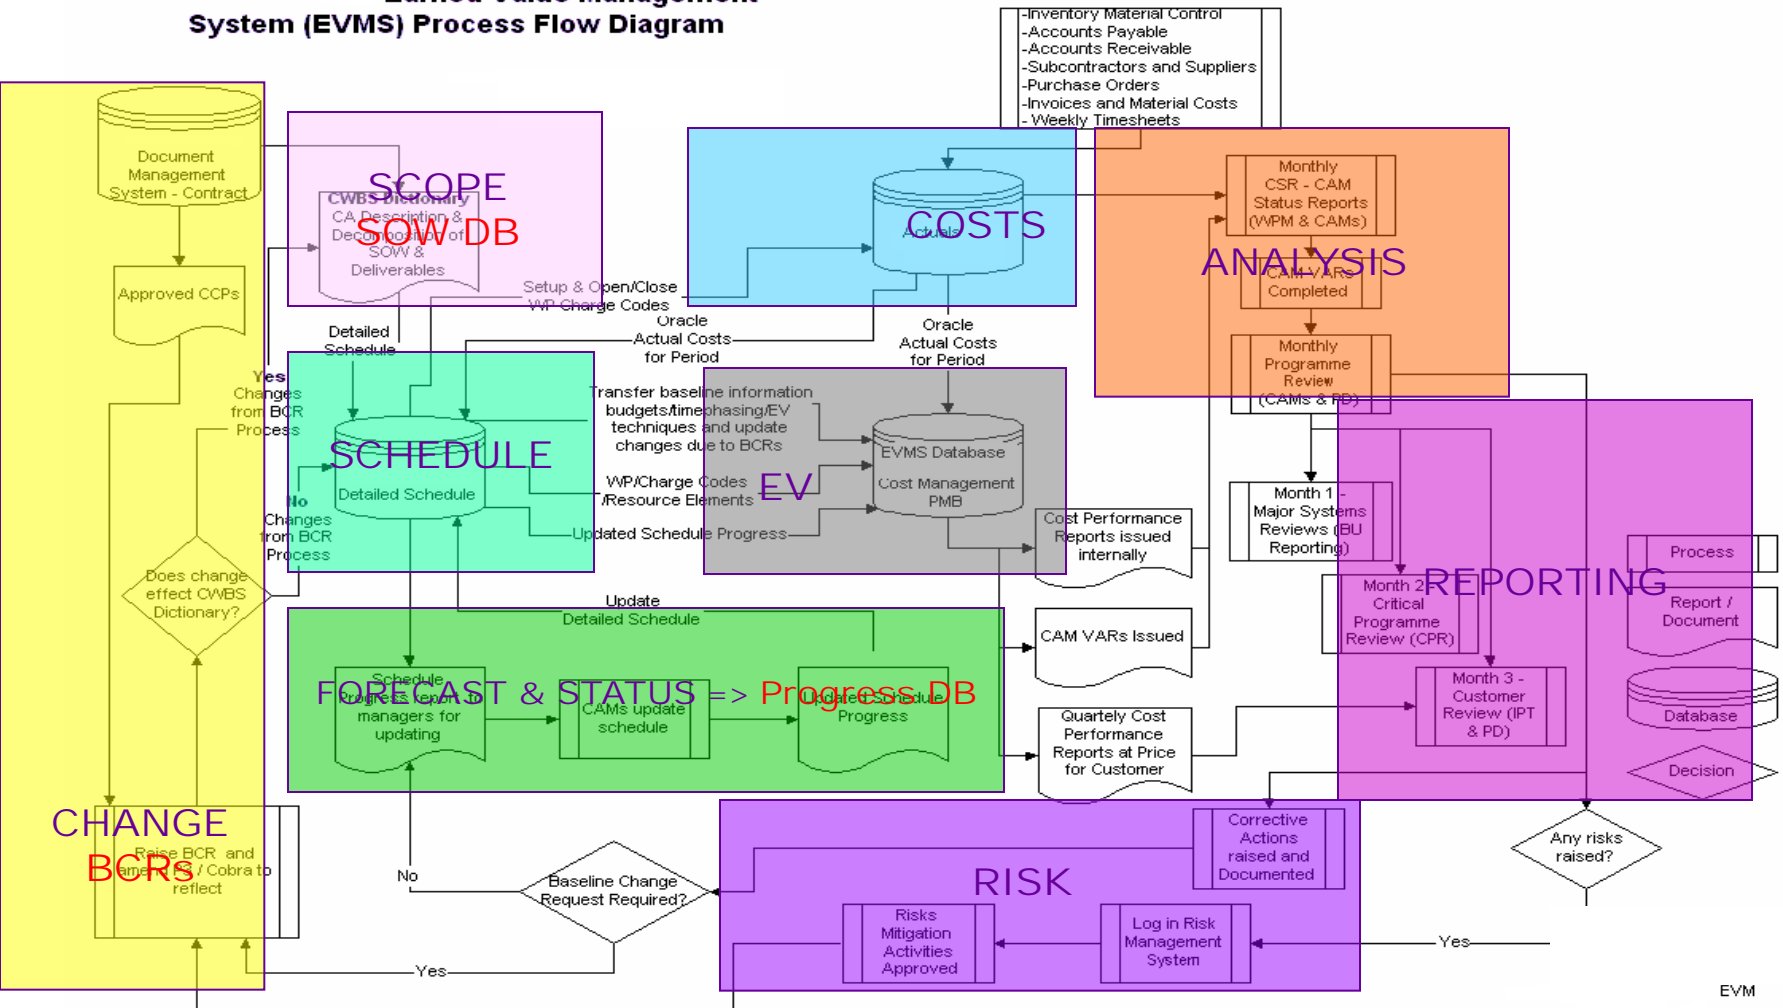 System (EVMS) Process Flow Diagram
-Inventory Material Control
-Accounts Payable
-Accounts Receivable
-Subcontractors and Suppliers
-Purchase Orders
-Invoices and Material Costs
- Weekly Timesheets
Document
Management
System - Contract
Approved CCPs
SCOPE
SOW DB
CWBS Dictionary
CA Description &
Decomposition of
SOW &
Deliverables
COSTS
Actuals
Monthly
CSR - CAM
Status Reports
(WPM & CAMs)
ANALYSIS
CAM VARs
Completed
Monthly
Programme
Review
(CAMs & PD)
Setup & Open/Close
WP Charge Codes
Oracle
Actual Costs
for Period
Oracle
Actual Costs
for Period
Detailed
Schedule
Yes
Changes
from BCR
Process
No
Changes
from BCR
Process
SCHEDULE
Detailed Schedule
Transfer baseline information
budgets/timephasing/EV
techniques and update
changes due to BCRs
WP/Charge Codes
/Resource Elements
Updated Schedule Progress
EV
EVMS Database
Cost Management
PMB
Does change
effect CWBS
Dictionary?
Update
Detailed Schedule
Cost Performance
Reports issued
internally
CAM VARs Issued
Quartely Cost
Performance
Reports at Price
for Customer
Month 1 -
Major Systems
Reviews (BU
Reporting)
Month 2 -
Critical
Programme
Review (CPR)
Month 3 -
Customer
Review (IPT
& PD)
REPORTING
Process
Report /
Document
Database
Decision
FORECAST & STATUS => Progress DB
Schedule
Progress report to
managers for
updating
CAMs update
schedule
Updated Schedule
Progress
CHANGE
BCRs
Raise BCR and
amend P3 / Cobra to
reflect
No
Baseline Change
Request Required?
Yes
RISK
Corrective
Actions
raised and
Documented
Risks
Mitigation
Activities
Approved
Log in Risk
Management
System
Any risks
raised?
Yes
EVM